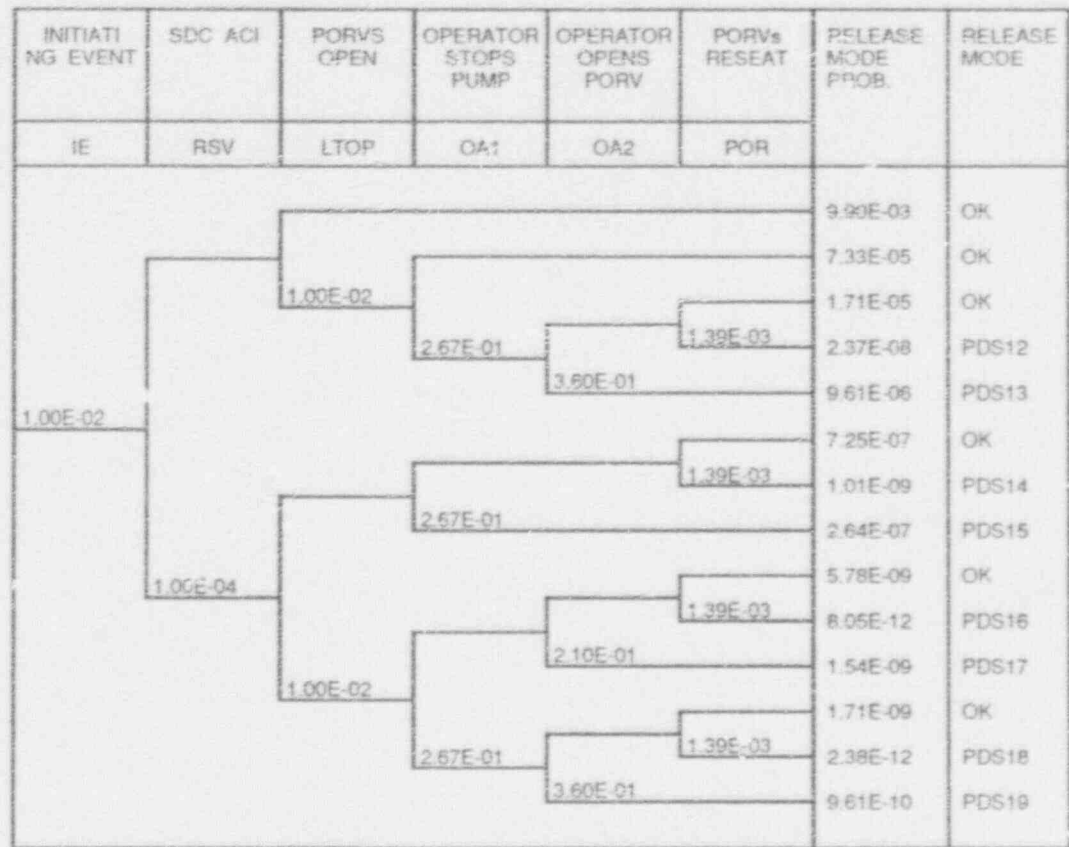 INITIATI NG EVENT
SDC ACI
PORVS OPEN
OPERATOR STOPS PUMP
OPERATOR OPENS PORV
PORVs RESEAT
RELEASE MODE PROB.
RELEASE MODE
IE RSV LTOP OA1 OA2 POR
9.90E-03 OK
7.33E-05 OK
1.00E-02
1.71E-05 OK
1.39E-03
2.67E-01
2.37E-08 PDS12
3.60E-01
9.61E-06 PDS13
1.00E-02
7.25E-07 OK
1.39E-03
1.01E-09 PDS14
2.67E-01
2.64E-07 PDS15
5.78E-09 OK
1.00E-04
1.39E-03
8.05E-12 PDS16
2.10E-01
1.54E-09 PDS17
1.00E-02
1.71E-09 OK
1.39E-03
2.67E-01
2.38E-12 PDS18
3.60E-01
9.61E-10 PDS19